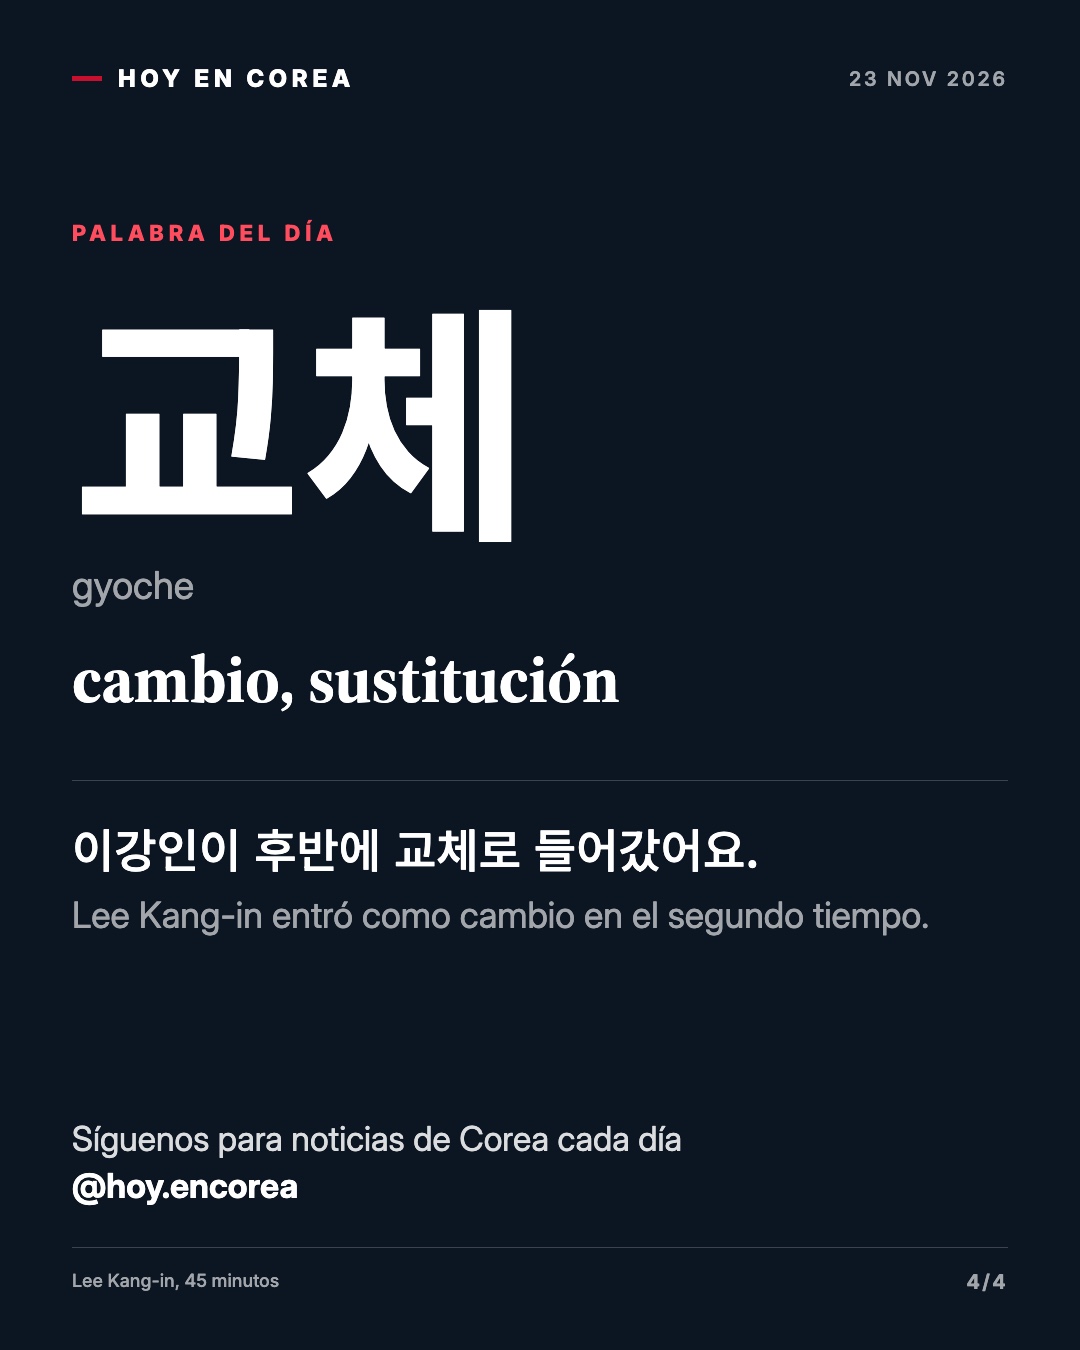 HOY EN COREA
23 NOV 2026
PALABRA DEL DÍA
교체
gyoche
cambio, sustitución
이강인이 후반에 교체로 들어갔어요.
Lee Kang-in entró como cambio en el segundo tiempo.
Síguenos para noticias de Corea cada día
@hoy.encorea
Lee Kang-in, 45 minutos
4/4